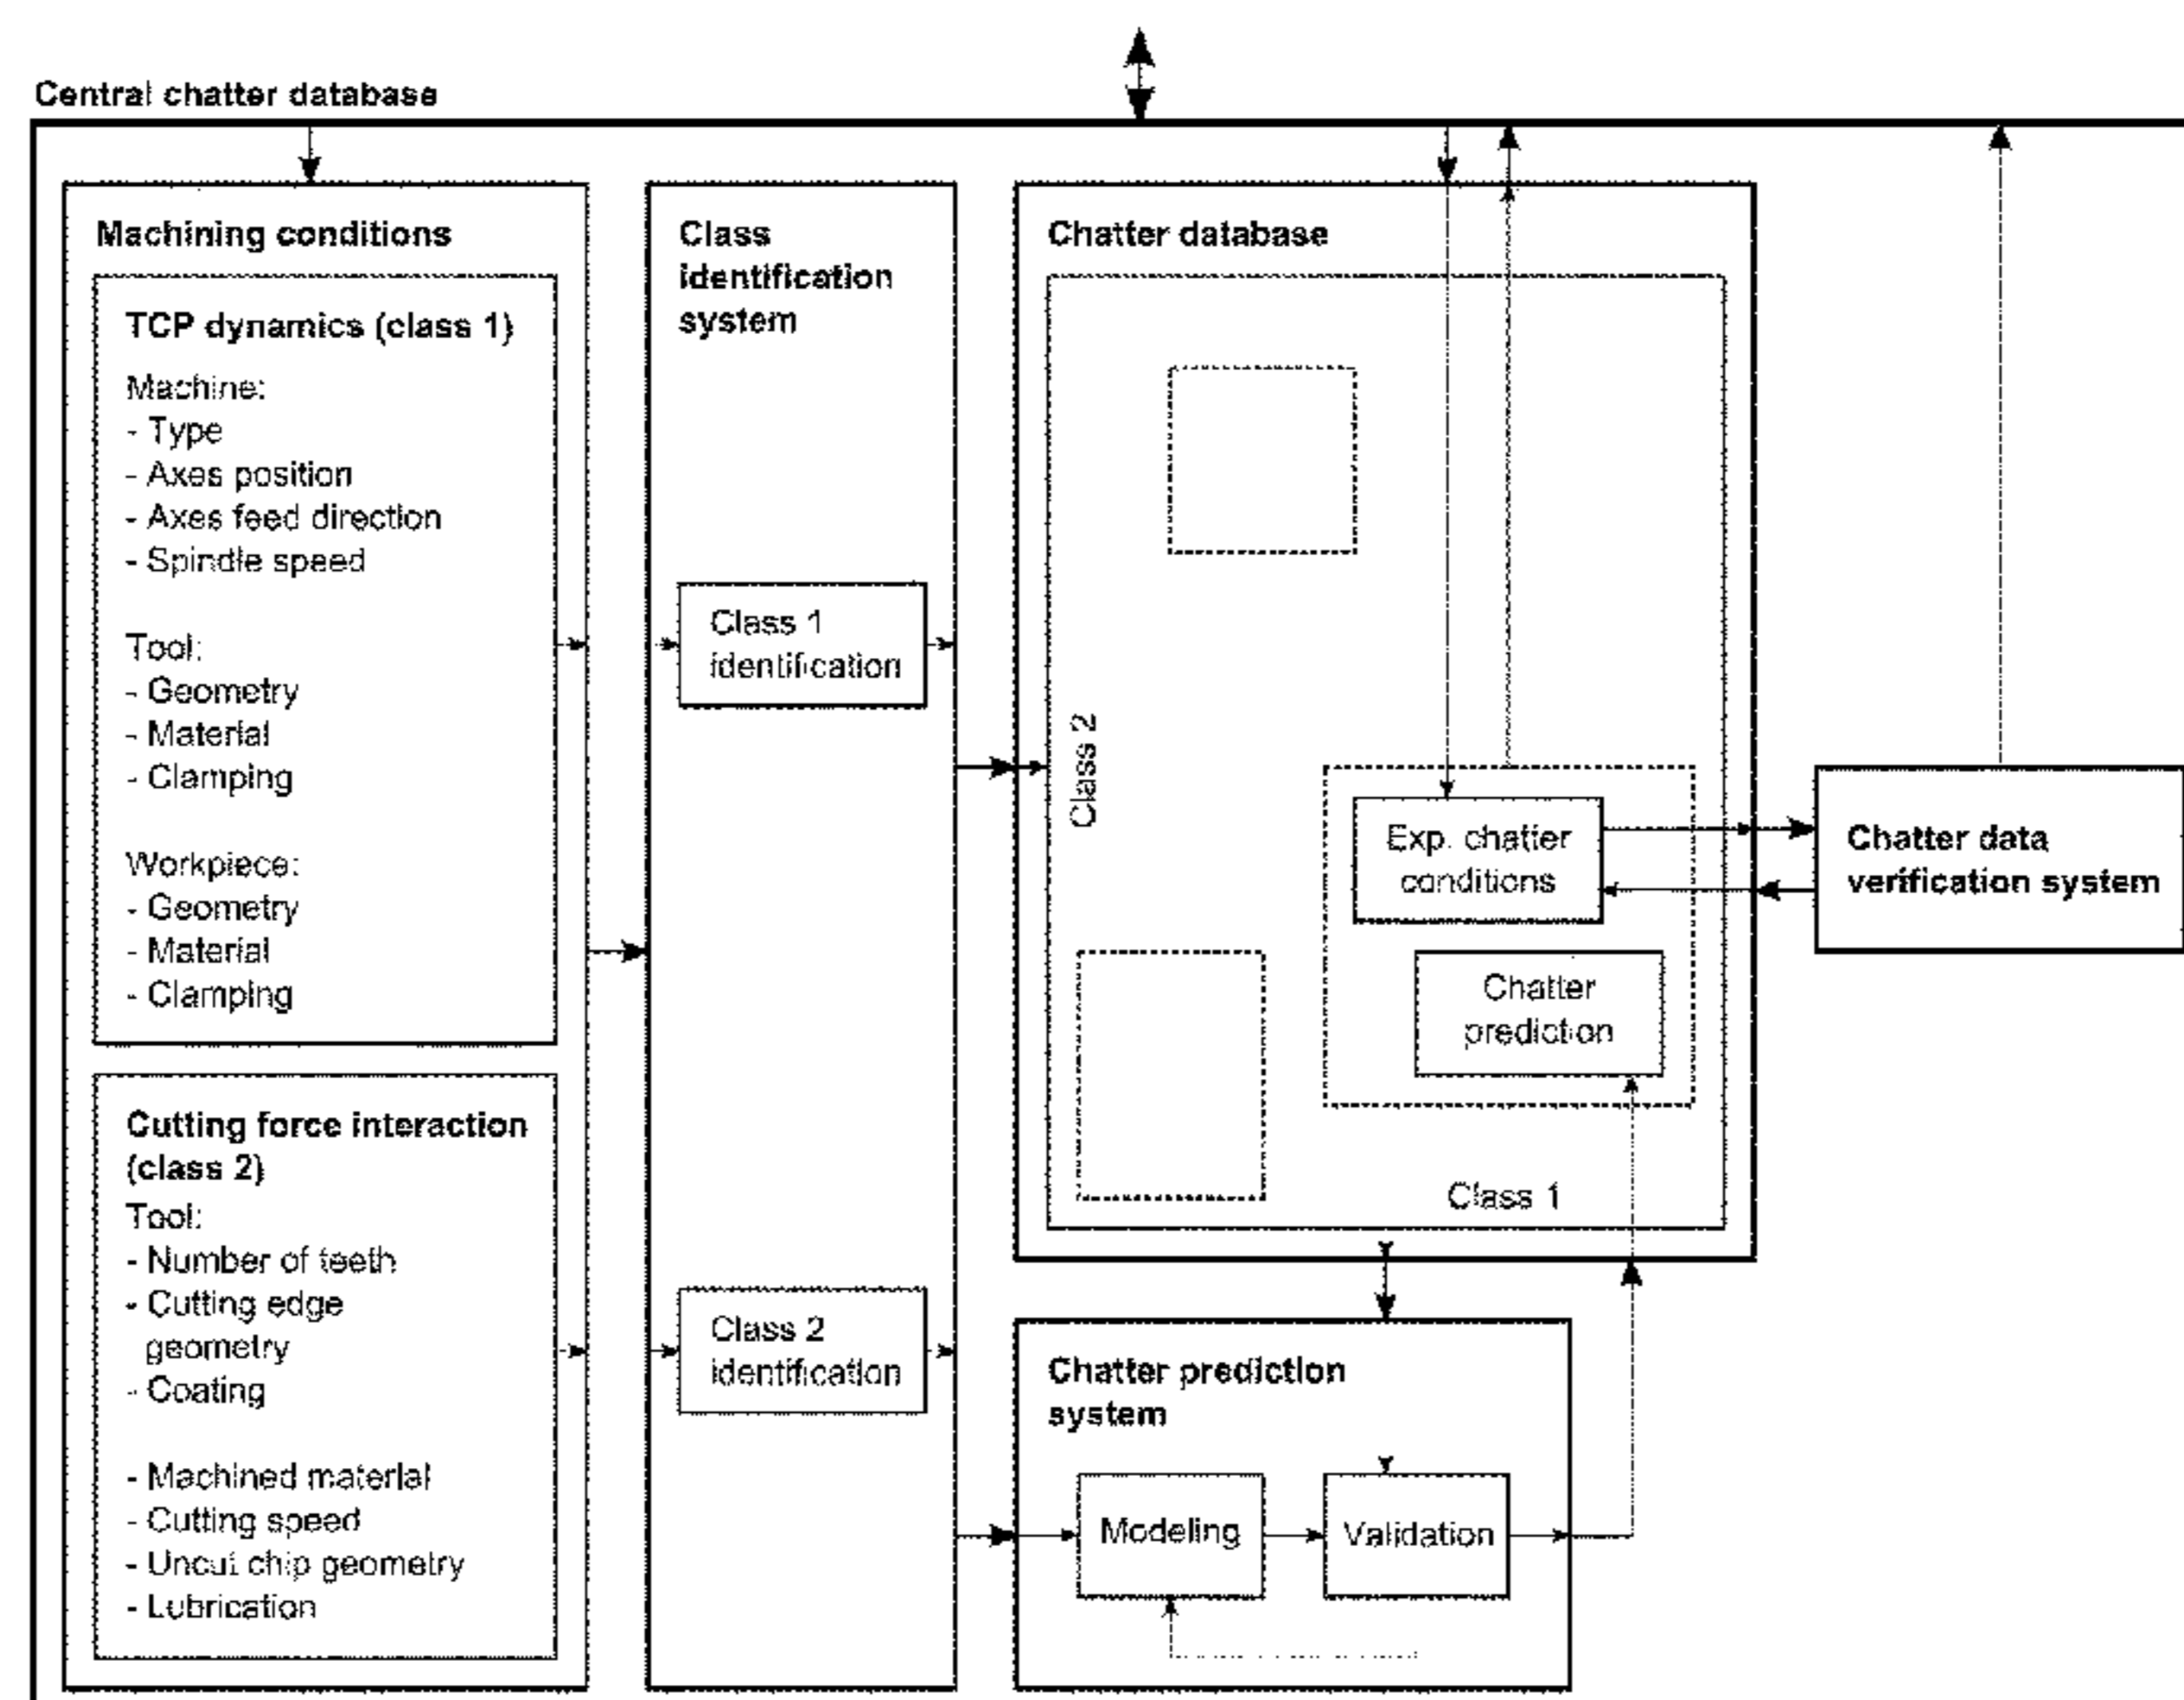 Central chatter database
Machining conditions
TCP dynamics (class 1)
Machine:
- Type
- Axes position
- Axes feed direction
- Spindle speed
Tool:
- Geometry
- Material
- Clamping
Workpiece:
- Geometry
- Material
- Clamping
Cutting force interaction
(class 2)
Tool:
- Number of teeth
- Cutting edge
geometry
- Coating
- Machined material
- Cutting speed
- Uncut chip geometry
- Lubrication
Class
identification
system
Class 1
identification
Class 2
identification
Chatter database
Class 2
Exp. chatter
conditions
Chatter
prediction
Class 1
Chatter data
verification system
Chatter prediction
system
Modeling
Validation